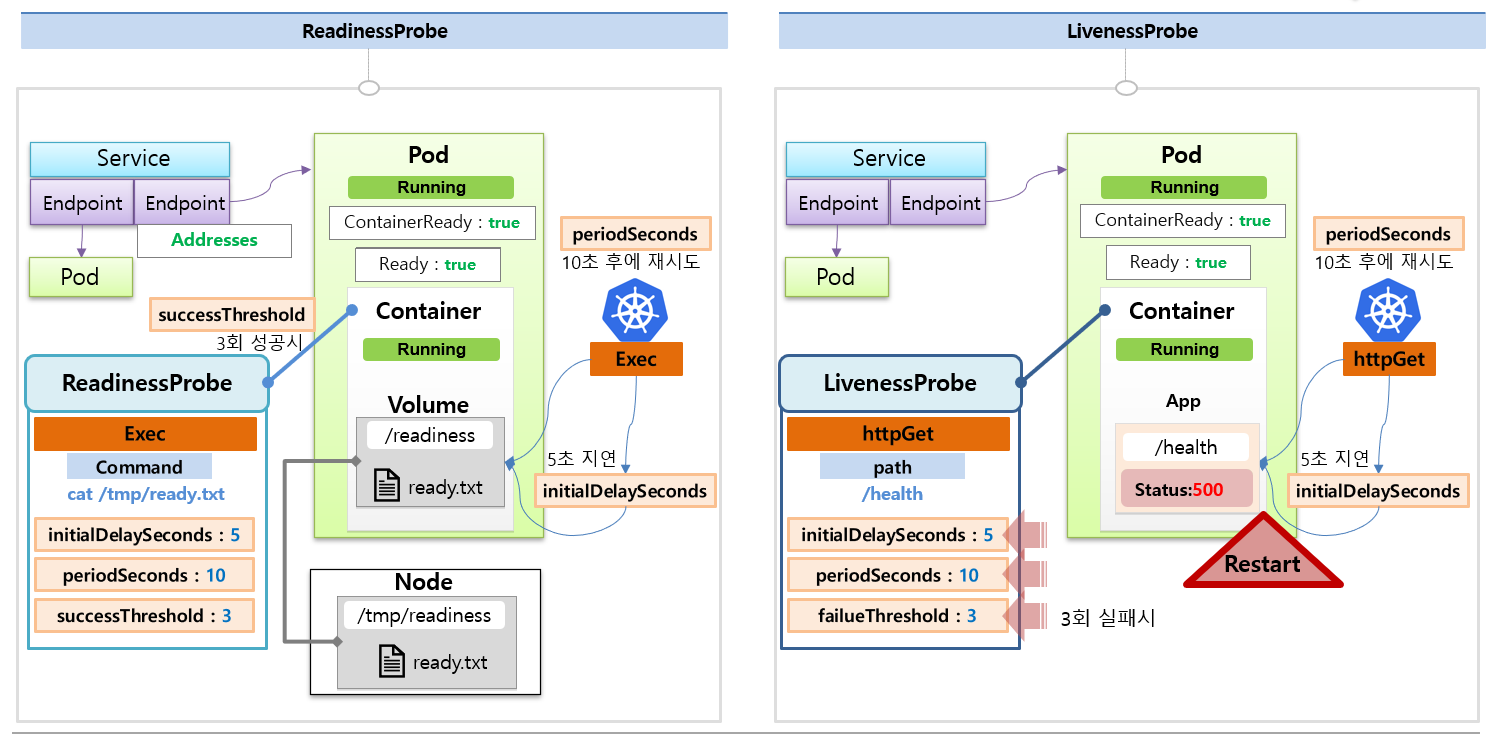 ReadinessProbe
Service
Endpoint
Endpoint
Addresses
Pod
Pod
Running
ContainerReady : true
Ready : true
Container
Running
Volume
/readiness
ready.txt
periodSeconds
10초 후에 재시도
Exec
5초 지연
initialDelaySeconds
successThreshold
3회 성공시
ReadinessProbe
Exec
Command
cat /tmp/ready.txt
initialDelaySeconds : 5
periodSeconds : 10
successThreshold : 3
Node
/tmp/readiness
ready.txt
LivenessProbe
Service
Endpoint
Endpoint
Pod
Pod
Running
ContainerReady : true
Ready : true
Container
Running
App
/health
Status:500
periodSeconds
10초 후에 재시도
httpGet
5초 지연
initialDelaySeconds
Restart
LivenessProbe
httpGet
path
/health
initialDelaySeconds : 5
periodSeconds : 10
failueThreshold : 3
3회 실패시